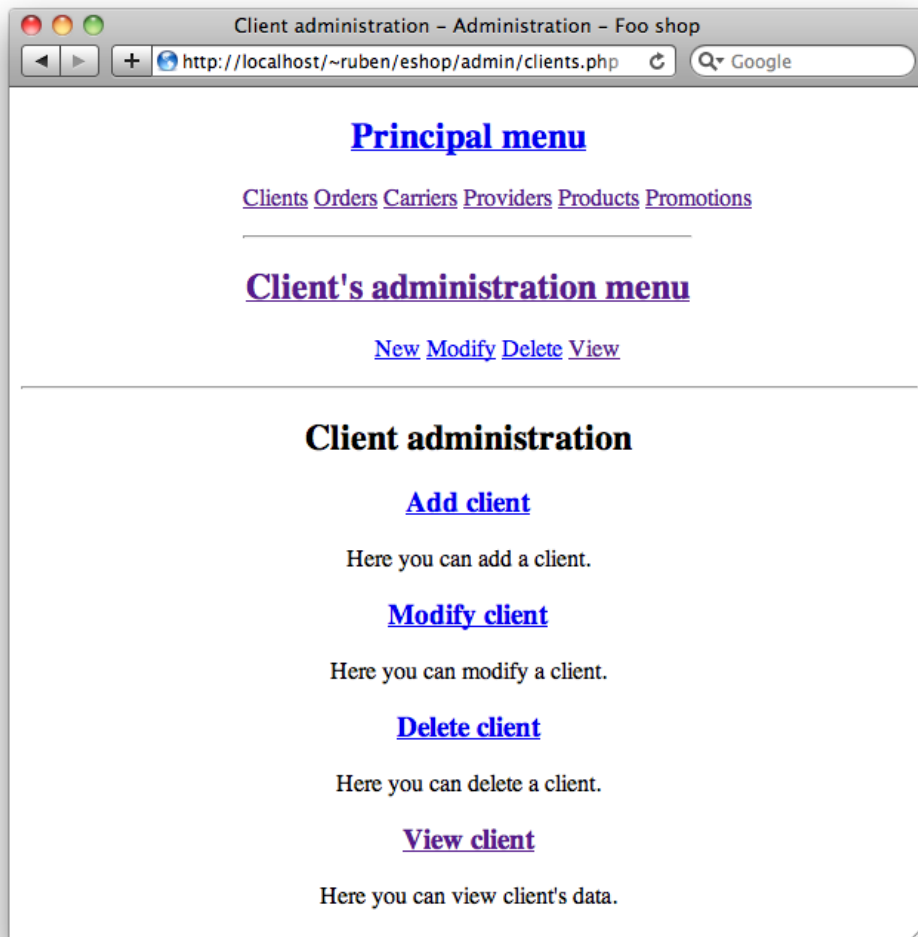 Client administration – Administration – Foo shop
http://localhost/~ruben/eshop/admin/clients.php
Google
Principal menu
Clients Orders Carriers Providers Products Promotions
Client's administration menu
New Modify Delete View
Client administration
Add client
Here you can add a client.
Modify client
Here you can modify a client.
Delete client
Here you can delete a client.
View client
Here you can view client's data.